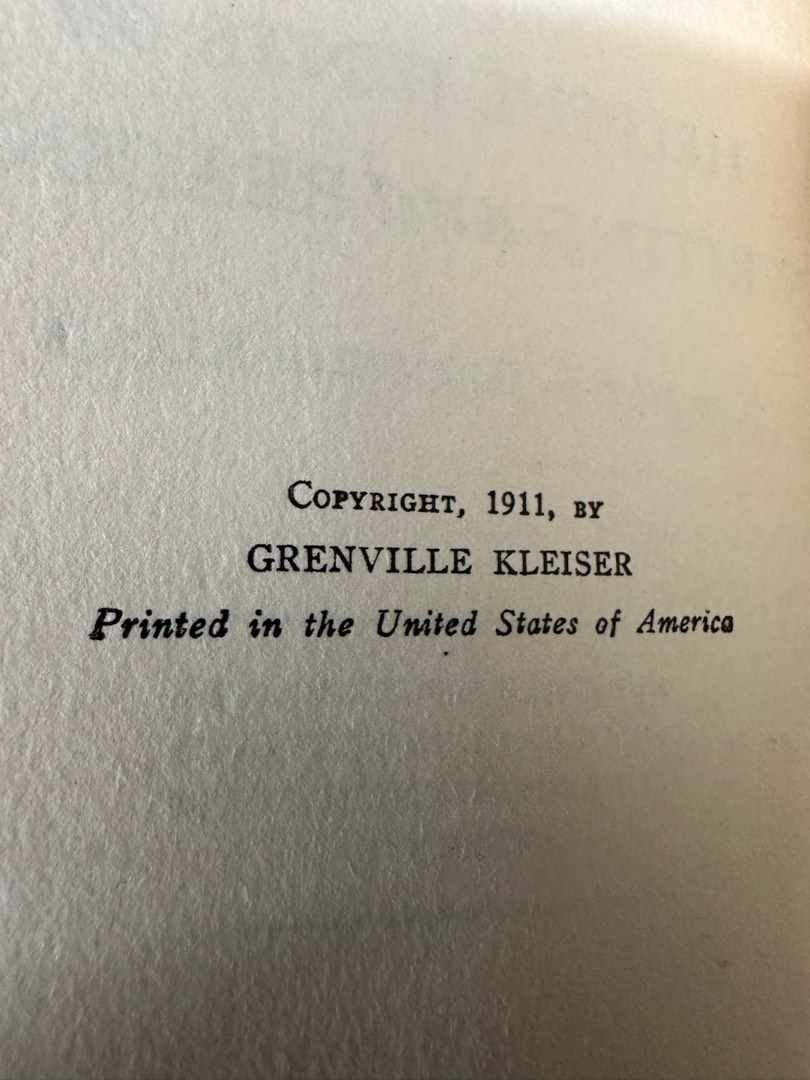 COPYRIGHT, 1911, BY
GRENVILLE KLEISER
Printed in the United States of America